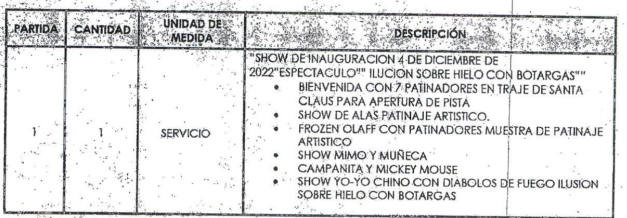 PARTIDA CANTIDAD UNIDAD DE MEDIDA DESCRIPCIÓN
1 1 SERVICIO
"SHOW DE INAUGURACION 4 DE DICIEMBRE DE
2022"ESPECTACULO"" ILUCION SOBRE HIELO CON BOTARGAS""
• BIENVENIDA CON 7 PATINADORES EN TRAJE DE SANTA
CLAUS PARA APERTURA DE PISTA
• SHOW DE ALAS PATINAJE ARTISTICO.
• FROZEN OLAFF CON PATINADORES MUESTRA DE PATINAJE
ARTISTICO
• SHOW MIMO Y MUÑECA
• CAMPANITA Y MICKEY MOUSE
• SHOW YO-YO CHINO CON DIABOLOS DE FUEGO ILUSION
SOBRE HIELO CON BOTARGAS